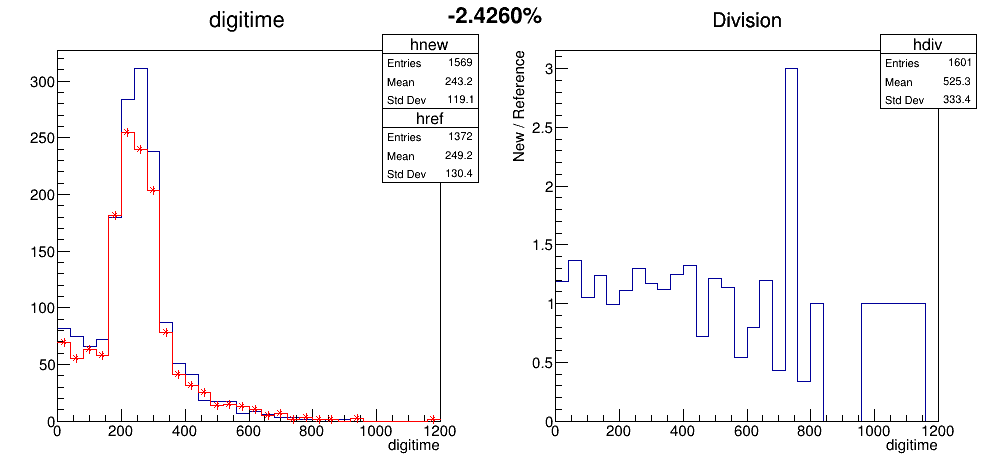 digitime
-2.4260%
Division
hnew
Entries 1569
Mean 243.2
Std Dev 119.1
href
Entries 1372
Mean 249.2
Std Dev 130.4
300
250
200
150
100
50
0
0 200 400 600 800 1000 1200
digitime
hdiv
Entries 1601
Mean 525.3
Std Dev 333.4
New / Reference
3
2.5
2
1.5
1
0.5
0
0 200 400 600 800 1000 1200
digitime